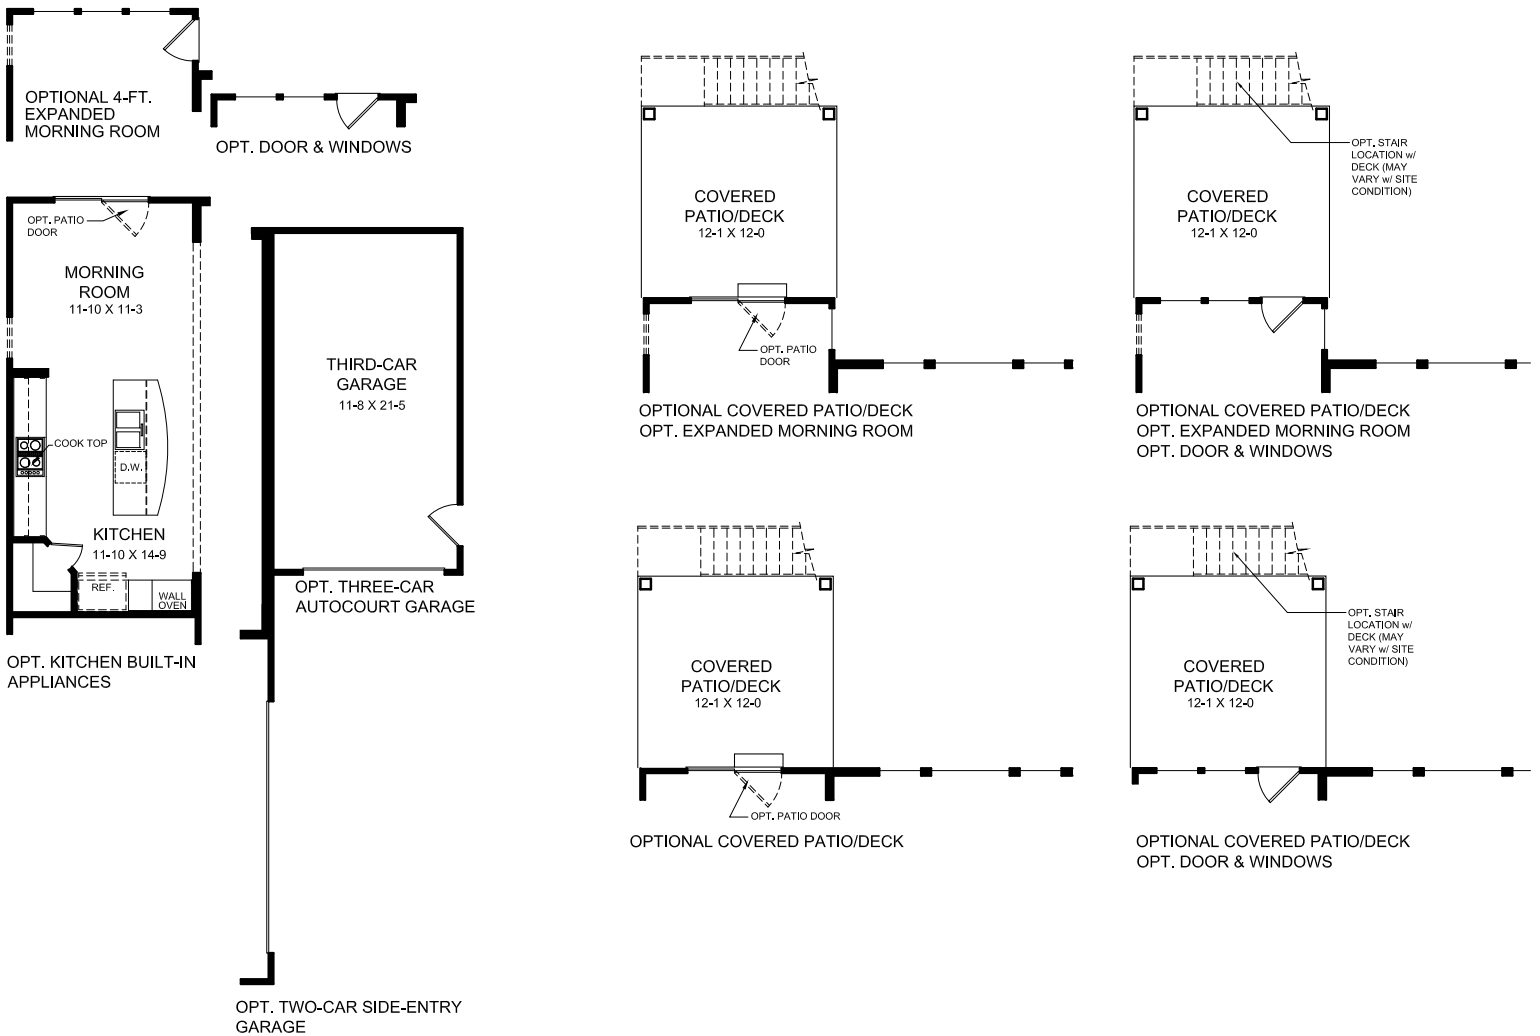 OPTIONAL 4-FT.
EXPANDED
MORNING ROOM
OPT. DOOR & WINDOWS
OPT. PATIO
DOOR
MORNING
ROOM
11-10 X 11-3
COOK TOP
D.W.
KITCHEN
11-10 X 14-9
REF.
WALL
OVEN
OPT. KITCHEN BUILT-IN
APPLIANCES
THIRD-CAR
GARAGE
11-8 X 21-5
OPT. THREE-CAR
AUTOCOURT GARAGE
OPT. TWO-CAR SIDE-ENTRY
GARAGE
COVERED
PATIO/DECK
12-1 X 12-0
OPT. PATIO
DOOR
OPTIONAL COVERED PATIO/DECK
OPT. EXPANDED MORNING ROOM
COVERED
PATIO/DECK
12-1 X 12-0
OPT. STAIR
LOCATION w/
DECK (MAY
VARY w/ SITE
CONDITION)
OPTIONAL COVERED PATIO/DECK
OPT. EXPANDED MORNING ROOM
OPT. DOOR & WINDOWS
COVERED
PATIO/DECK
12-1 X 12-0
OPT. PATIO DOOR
OPTIONAL COVERED PATIO/DECK
COVERED
PATIO/DECK
12-1 X 12-0
OPT. STAIR
LOCATION w/
DECK (MAY
VARY w/ SITE
CONDITION)
OPTIONAL COVERED PATIO/DECK
OPT. DOOR & WINDOWS